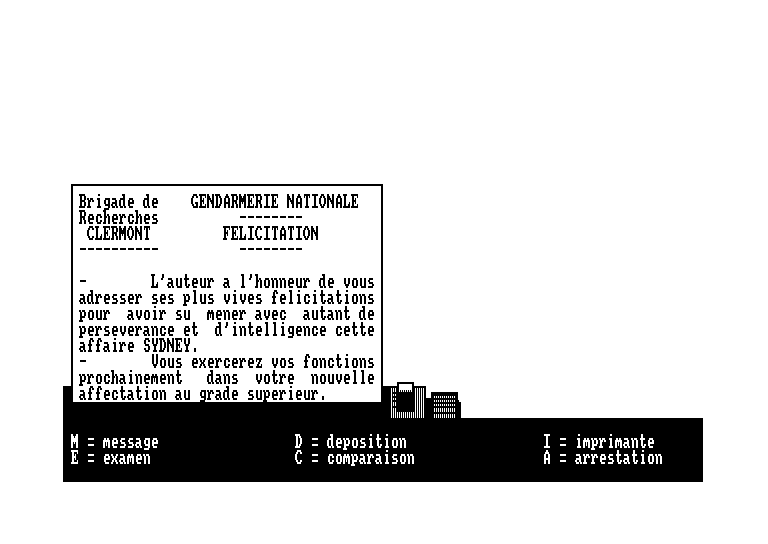 Brigade de    GENDARMERIE NATIONALE
Recherches          --------
 CLERMONT         FELICITATION
----------          --------
-        L'auteur a l'honneur de vous
adresser ses plus vives felicitations
pour  avoir su  mener avec  autant de
perseverance et  d'intelligence cette
affaire SYDNEY.
-        Vous exercerez vos fonctions
prochainement  dans  votre  nouvelle
affectation au grade superieur.
M = message    D = deposition    I = imprimante
E = examen    C = comparaison    A = arrestation